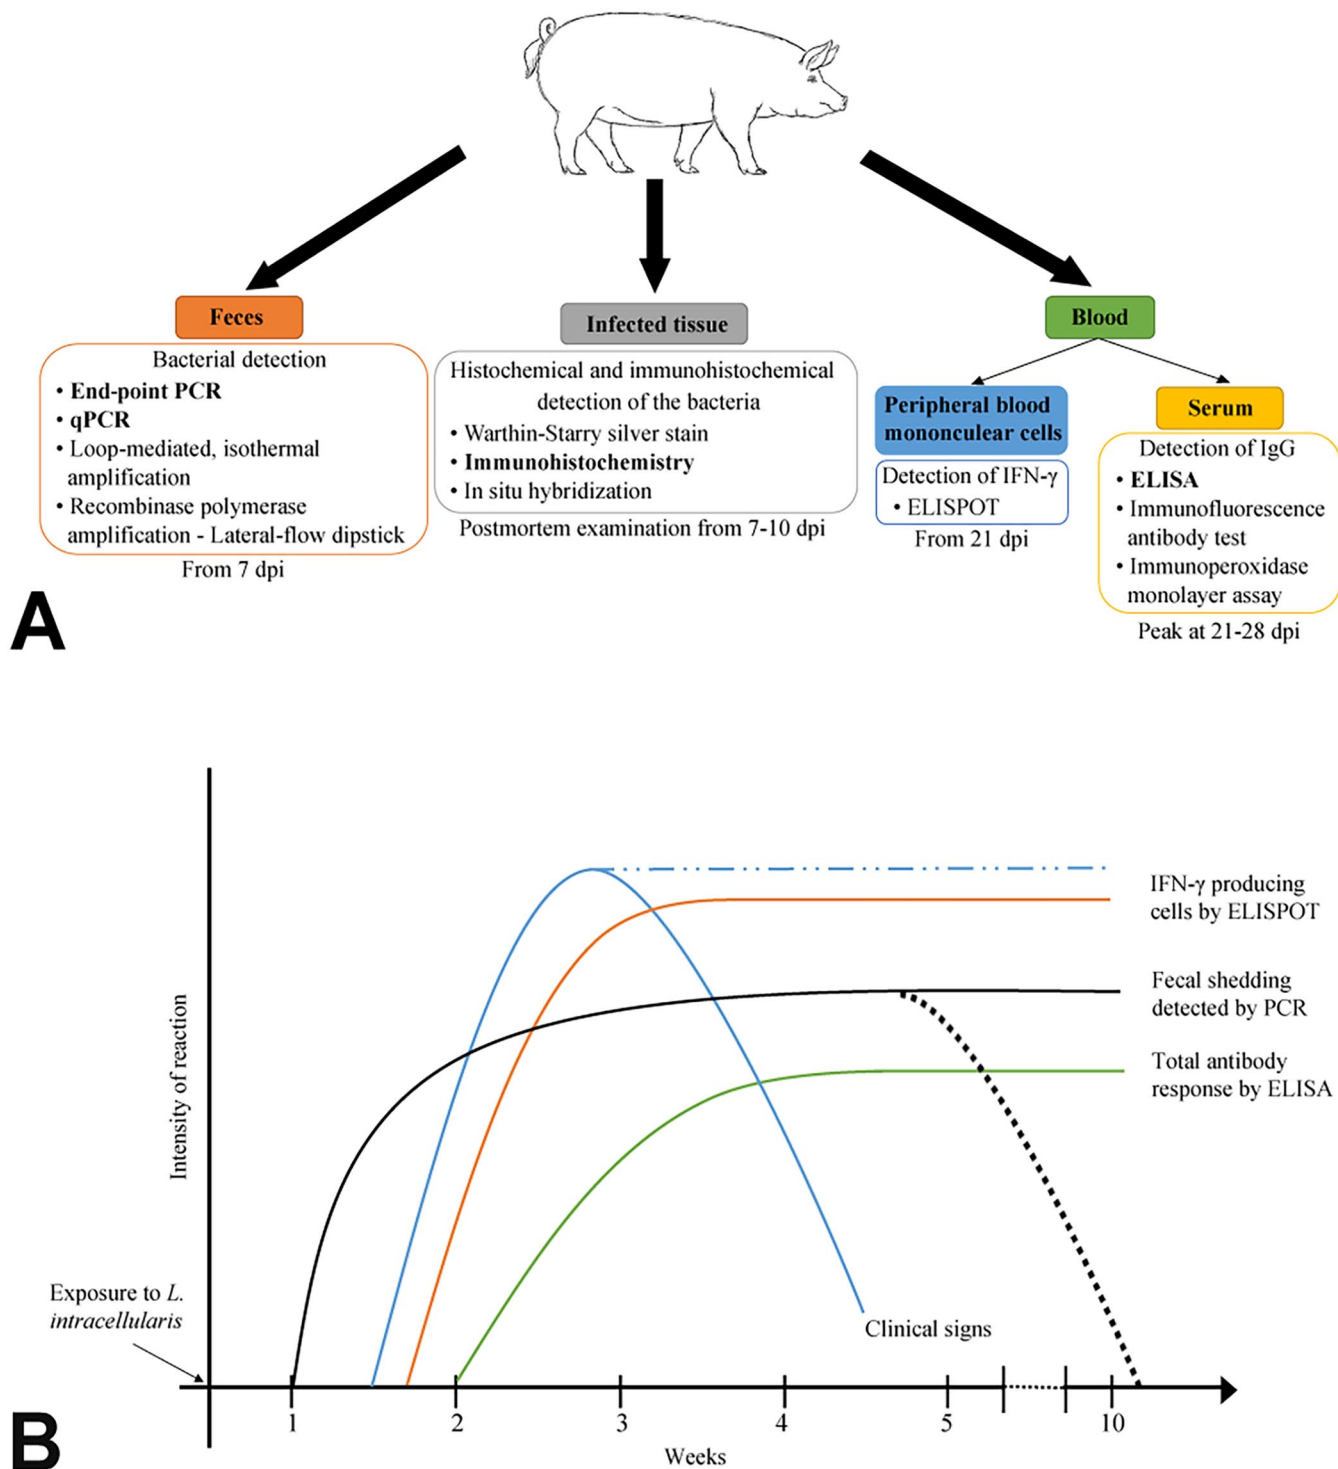 Feces
Bacterial detection
• End-point PCR
• qPCR
• Loop-mediated, isothermal
amplification
• Recombinase polymerase
amplification - Lateral-flow dipstick
From 7 dpi
Infected tissue
Histochemical and immunohistochemical
detection of the bacteria
• Warthin-Starry silver stain
• Immunohistochemistry
• In situ hybridization
Postmortem examination from 7-10 dpi
Blood
Peripheral blood
mononculear cells
Detection of IFN-γ
• ELISPOT
From 21 dpi
Serum
Detection of IgG
• ELISA
• Immunofluorescence
antibody test
• Immunoperoxidase
monolayer assay
Peak at 21-28 dpi
A
Intensity of reaction
IFN-γ producing
cells by ELISPOT
Fecal shedding
detected by PCR
Total antibody
response by ELISA
Clinical signs
Exposure to L.
intracellularis
1 2 3 4 5 10
Weeks
B